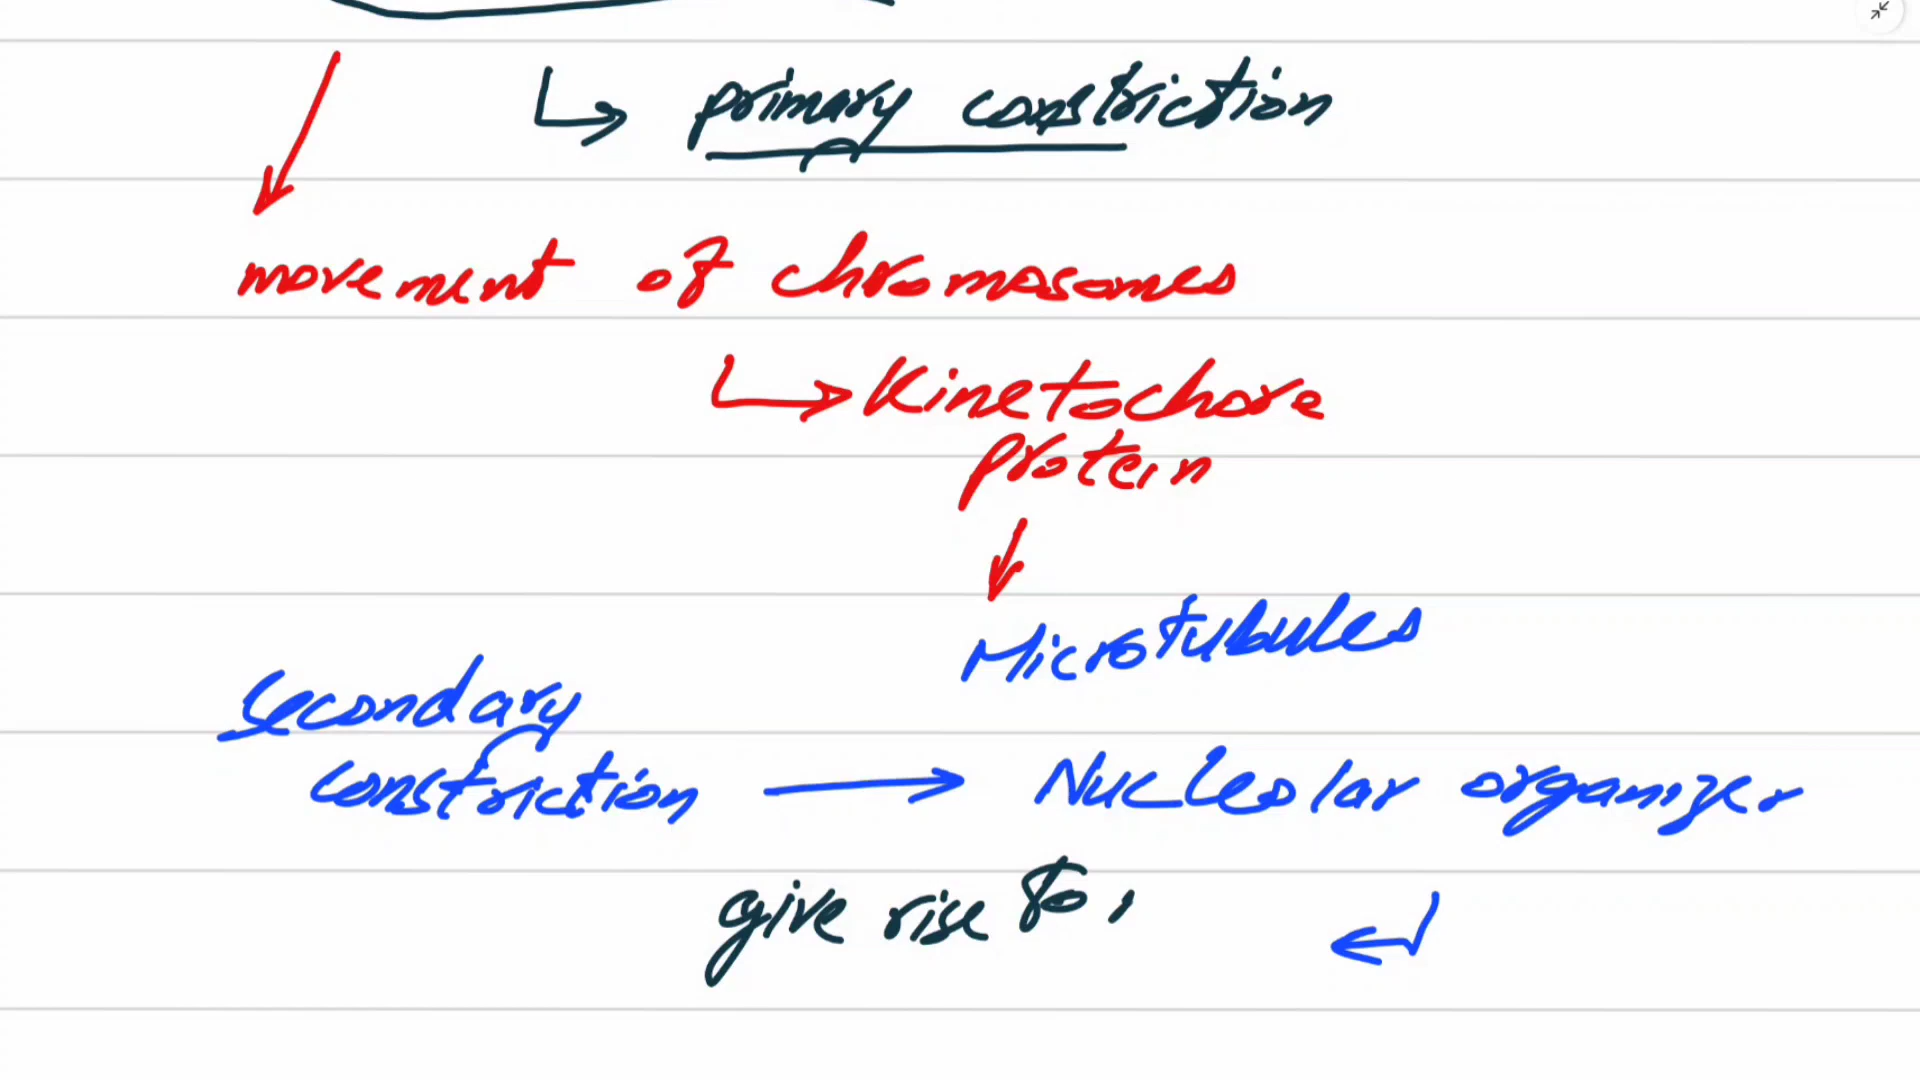 primary constriction
movement of chromosomes
Kinetochore
protein
Microtubules
Secondary
constriction → Nucleolar organizer
give rise to